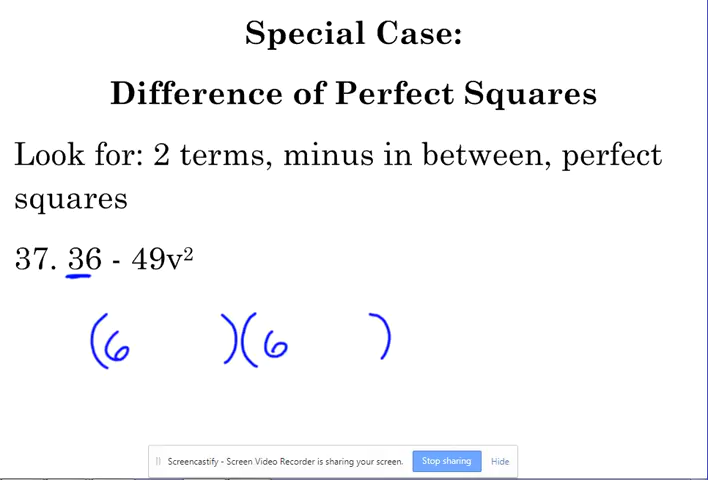 Special Case:
Difference of Perfect Squares
Look for: 2 terms, minus in between, perfect
squares
37. 36 - 49v²
(6 )(6 )
Screencastify - Screen Video Recorder is sharing your screen. Stop sharing Hide